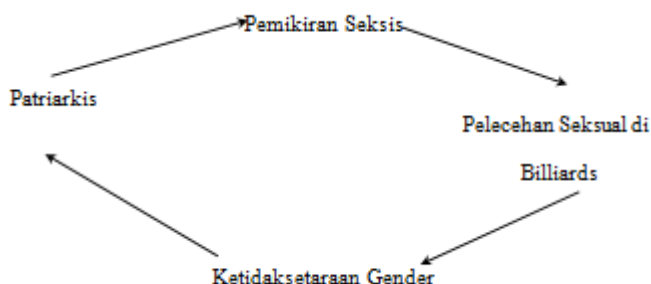 Pemikiran Seksis
Patriarkis
Pelecehan Seksual di
Billiards
Ketidaksetaraan Gender